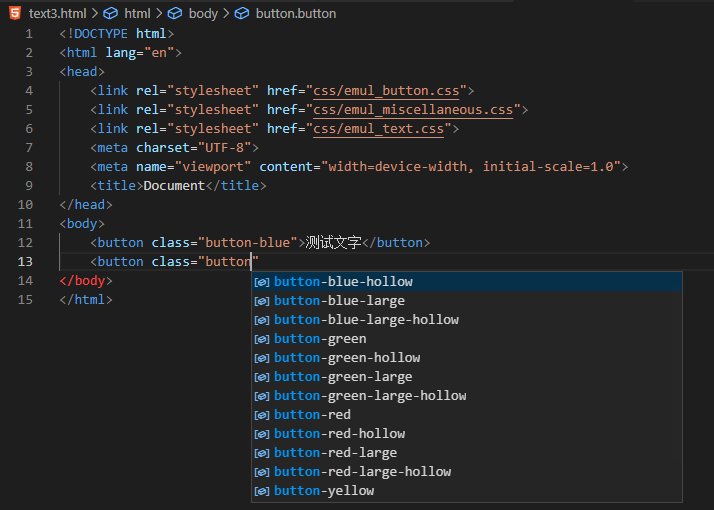 text3.html > html > body > button.button
1 <!DOCTYPE html>
2 <html lang="en">
3 <head>
4 <link rel="stylesheet" href="css/emul_button.css">
5 <link rel="stylesheet" href="css/emul_miscellaneous.css">
6 <link rel="stylesheet" href="css/emul_text.css">
7 <meta charset="UTF-8">
8 <meta name="viewport" content="width=device-width, initial-scale=1.0">
9 <title>Document</title>
10 </head>
11 <body>
12 <button class="button-blue">测试文字</button>
13 <button class="button"
14 </body>
15 </html>
button-blue-hollow
button-blue-large
button-blue-large-hollow
button-green
button-green-hollow
button-green-large
button-green-large-hollow
button-red
button-red-hollow
button-red-large
button-red-large-hollow
button-yellow